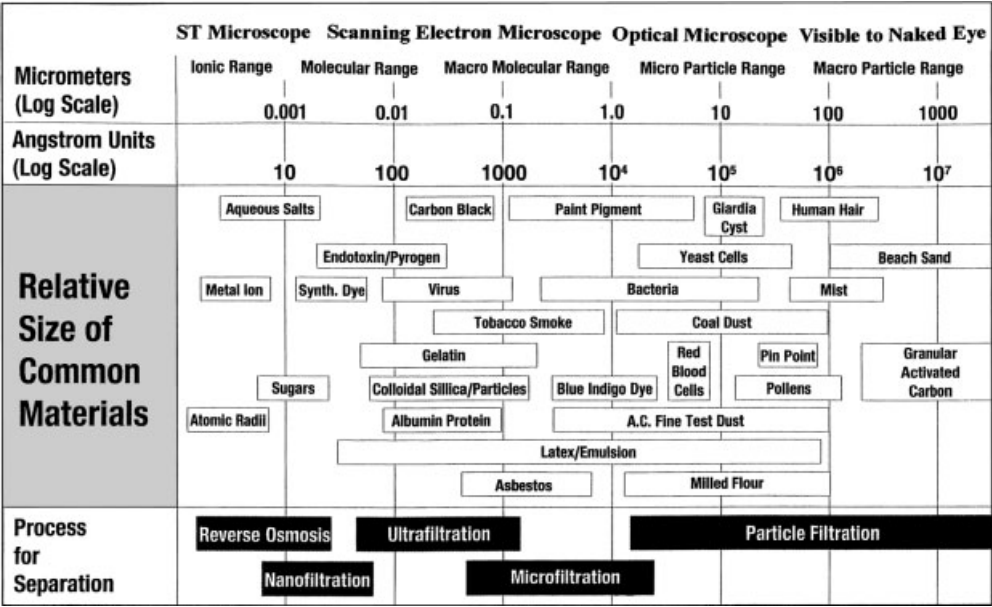 ST Microscope Scanning Electron Microscope Optical Microscope Visible to Naked Eye
Ionic Range Molecular Range Macro Molecular Range Micro Particle Range Macro Particle Range
Micrometers
(Log Scale)
0.001 0.01 0.1 1.0 10 100 1000
Angstrom Units
(Log Scale)
10 100 1000 10⁴ 10⁵ 10⁶ 10⁷
Relative
Size of
Common
Materials
Aqueous Salts Carbon Black Paint Pigment Giardia Human Hair
Cyst
Endotoxin/Pyrogen Yeast Cells Beach Sand
Metal Ion Synth. Dye Virus Bacteria Mist
Tobacco Smoke Coal Dust
Gelatin Red Pin Point Granular
Blood Activated
Cells Carbon
Sugars Colloidal Sillica/Particles Blue Indigo Dye Pollens
Atomic Radii Albumin Protein A.C. Fine Test Dust
Latex/Emulsion
Asbestos Milled Flour
Process
for
Separation
Reverse Osmosis Ultrafiltration Particle Filtration
Nanofiltration Microfiltration